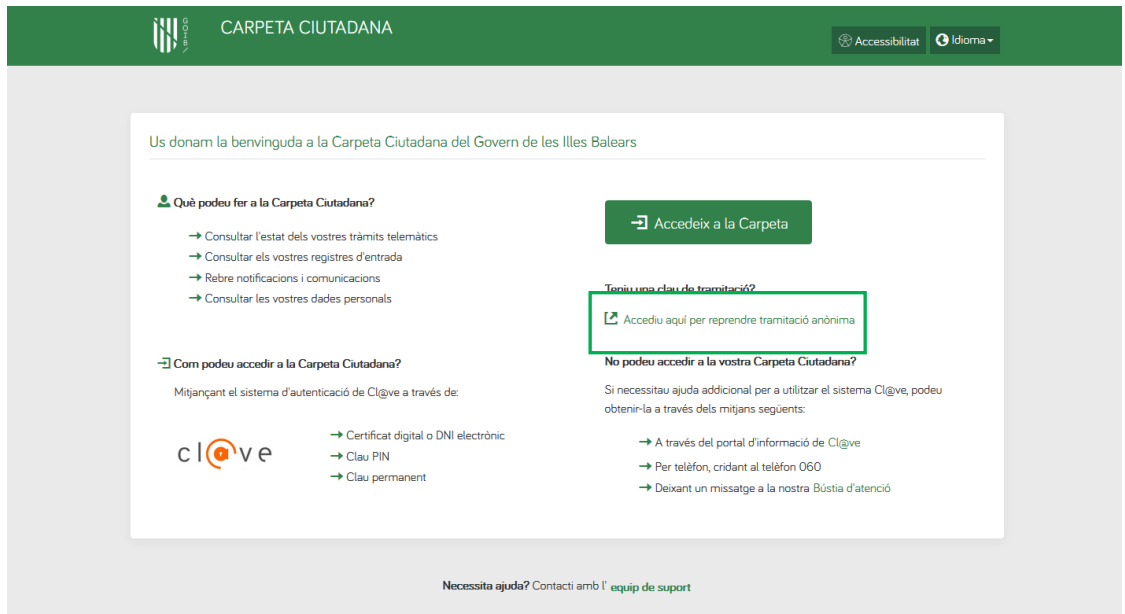 GOIB/
CARPETA CIUTADANA
Accessibilitat
Idioma
Us donam la benvinguda a la Carpeta Ciutadana del Govern de les Illes Balears
Què podeu fer a la Carpeta Ciutadana?
Consultar l'estat dels vostres tràmits telemàtics
Consultar els vostres registres d'entrada
Rebre notificacions i comunicacions
Consultar les vostres dades personals
Accedeix a la Carpeta
Teniu una clau de tramitació?
Accediu aquí per reprendre tramitació anònima
Com podeu accedir a la Carpeta Ciutadana?
Mitjançant el sistema d'autenticació de Cl@ve a través de:
cl@ve
Certificat digital o DNI electrònic
Clau PIN
Clau permanent
No podeu accedir a la vostra Carpeta Ciutadana?
Si necessitau ajuda addicional per a utilitzar el sistema Cl@ve, podeu
obtenir-la a través dels mitjans següents:
A través del portal d'informació de Cl@ve
Per telèfon, cridant al telèfon 060
Deixant un missatge a la nostra Bústia d'atenció
Necessita ajuda? Contacti amb l' equip de suport